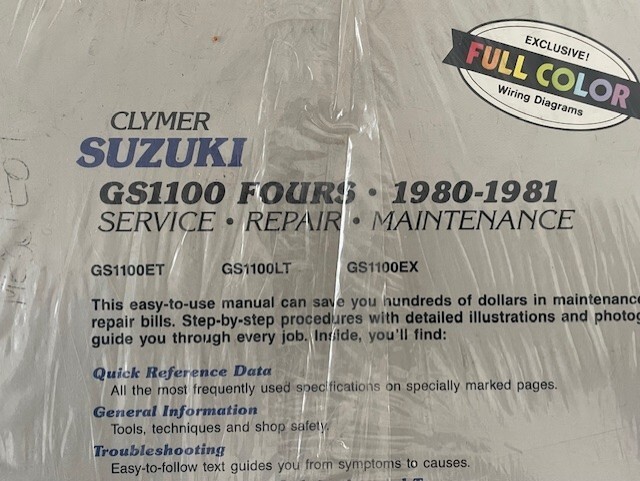 EXCLUSIVE!
FULL COLOR
Wiring Diagrams
CLYMER
SUZUKI
GS1100 FOURS • 1980-1981
SERVICE • REPAIR • MAINTENANCE
GS1100ET GS1100LT GS1100EX
This easy-to-use manual can save you hundreds of dollars in maintenance
repair bills. Step-by-step procedures with detailed illustrations and photog
guide you through every job. Inside, you'll find:
Quick Reference Data
All the most frequently used specifications on specially marked pages.
General Information
Tools, techniques and shop safety.
Troubleshooting
Easy-to-follow text guides you from symptoms to causes.